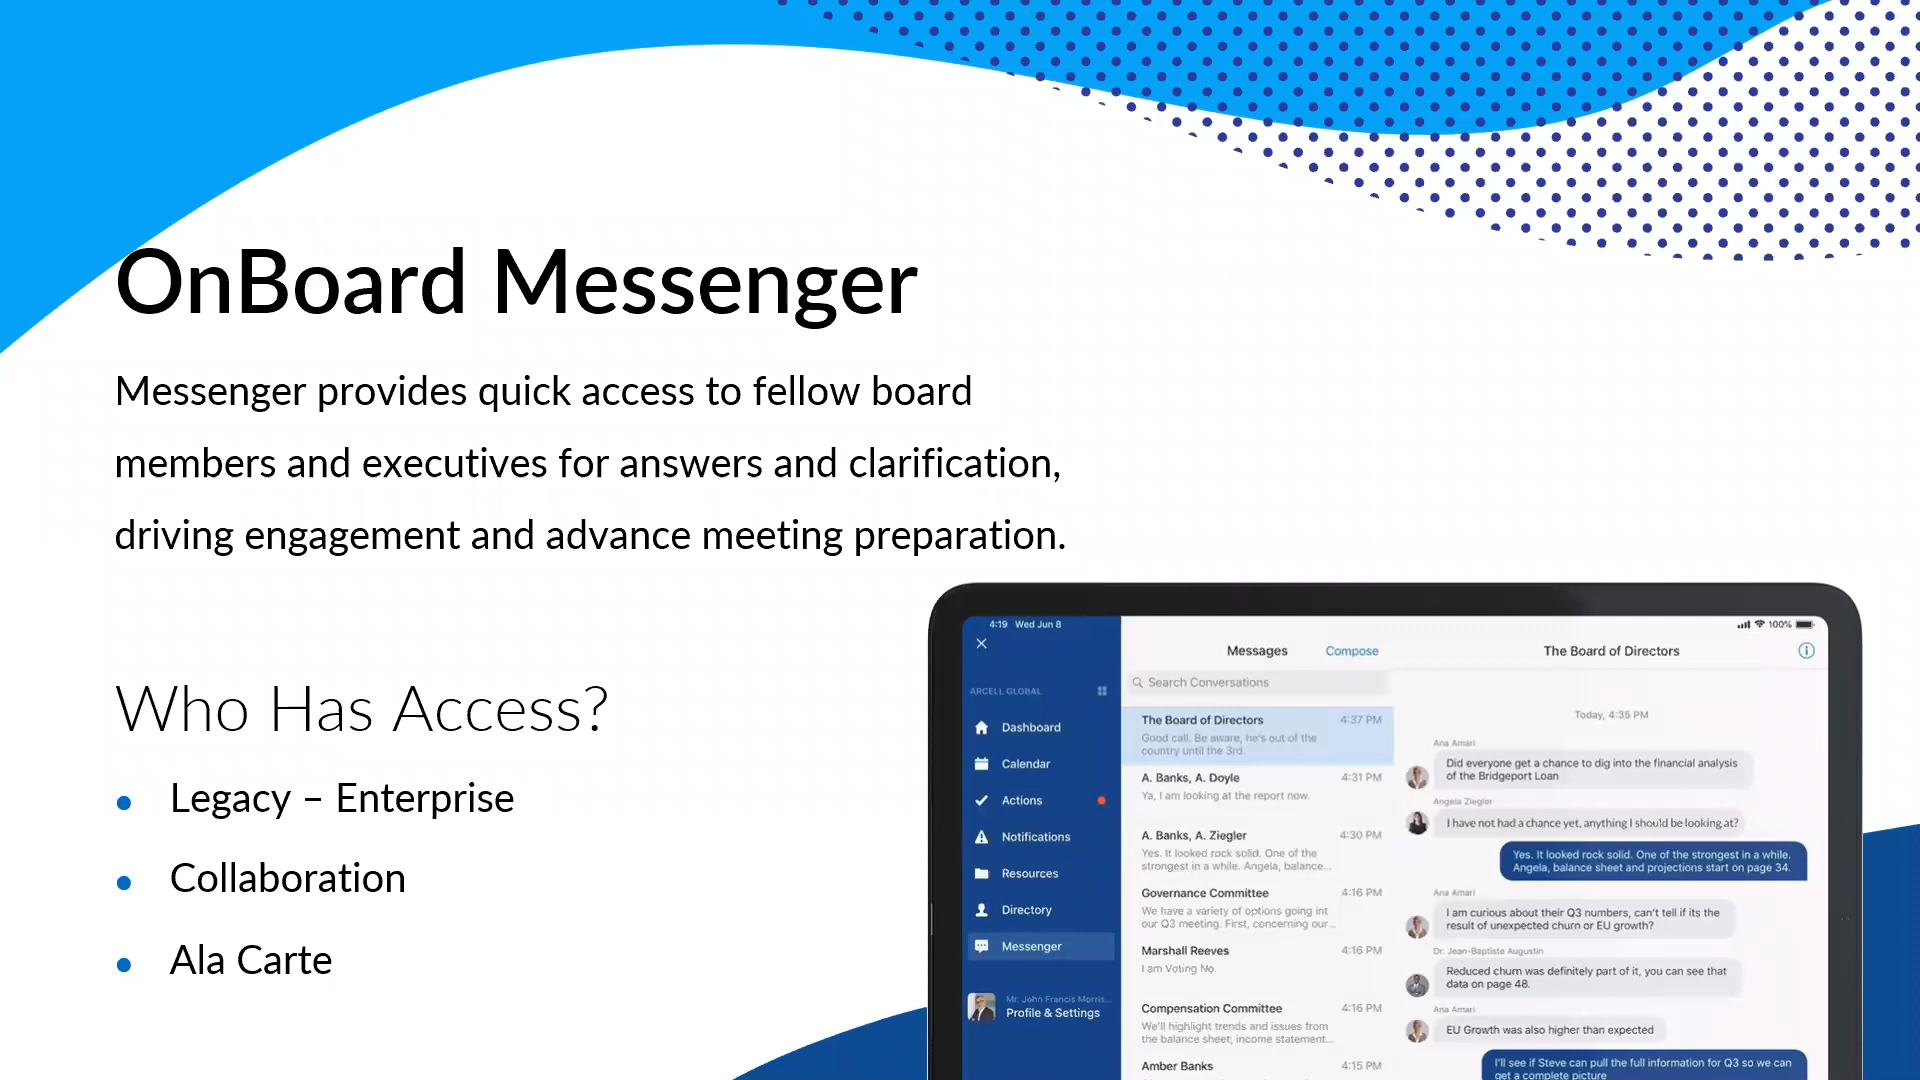 OnBoard Messenger
Messenger provides quick access to fellow board
members and executives for answers and clarification,
driving engagement and advance meeting preparation.
Who Has Access?
• Legacy – Enterprise
• Collaboration
• Ala Carte
4:19 Wed Jun 8
100%
ARCELL GLOBAL
Dashboard
Calendar
Actions
Notifications
Resources
Directory
Messenger
Mr. John Francis Morris...
Profile & Settings
Messages Compose
Search Conversations
The Board of Directors 4:37 PM
Good call. Be aware, he's out of the
country until the 3rd.
A. Banks, A. Doyle 4:31 PM
Ya, I am looking at the report now.
A. Banks, A. Ziegler 4:30 PM
Yes. It looked rock solid. One of the
strongest in a while. Angela, balance...
Governance Committee 4:16 PM
We have a variety of options going int
our Q3 meeting. First, concerning our...
Marshall Reeves 4:16 PM
I am Voting No.
Compensation Committee 4:16 PM
We'll highlight trends and issues from
the balance sheet, income statement...
Amber Banks 4:15 PM
The Board of Directors
Today, 4:35 PM
Ana Amari
Did everyone get a chance to dig into the financial analysis
of the Bridgeport Loan
Angela Ziegler
I have not had a chance yet, anything I should be looking at?
Yes. It looked rock solid. One of the strongest in a while.
Angela, balance sheet and projections start on page 34.
Ana Amari
I am curious about their Q3 numbers, can't tell if its the
result of unexpected churn or EU growth?
Dr. Jean-Baptiste Augustin
Reduced churn was definitely part of it, you can see that
data on page 48.
Ana Amari
EU Growth was also higher than expected
I'll see if Steve can pull the full information for Q3 so we can
get a complete picture